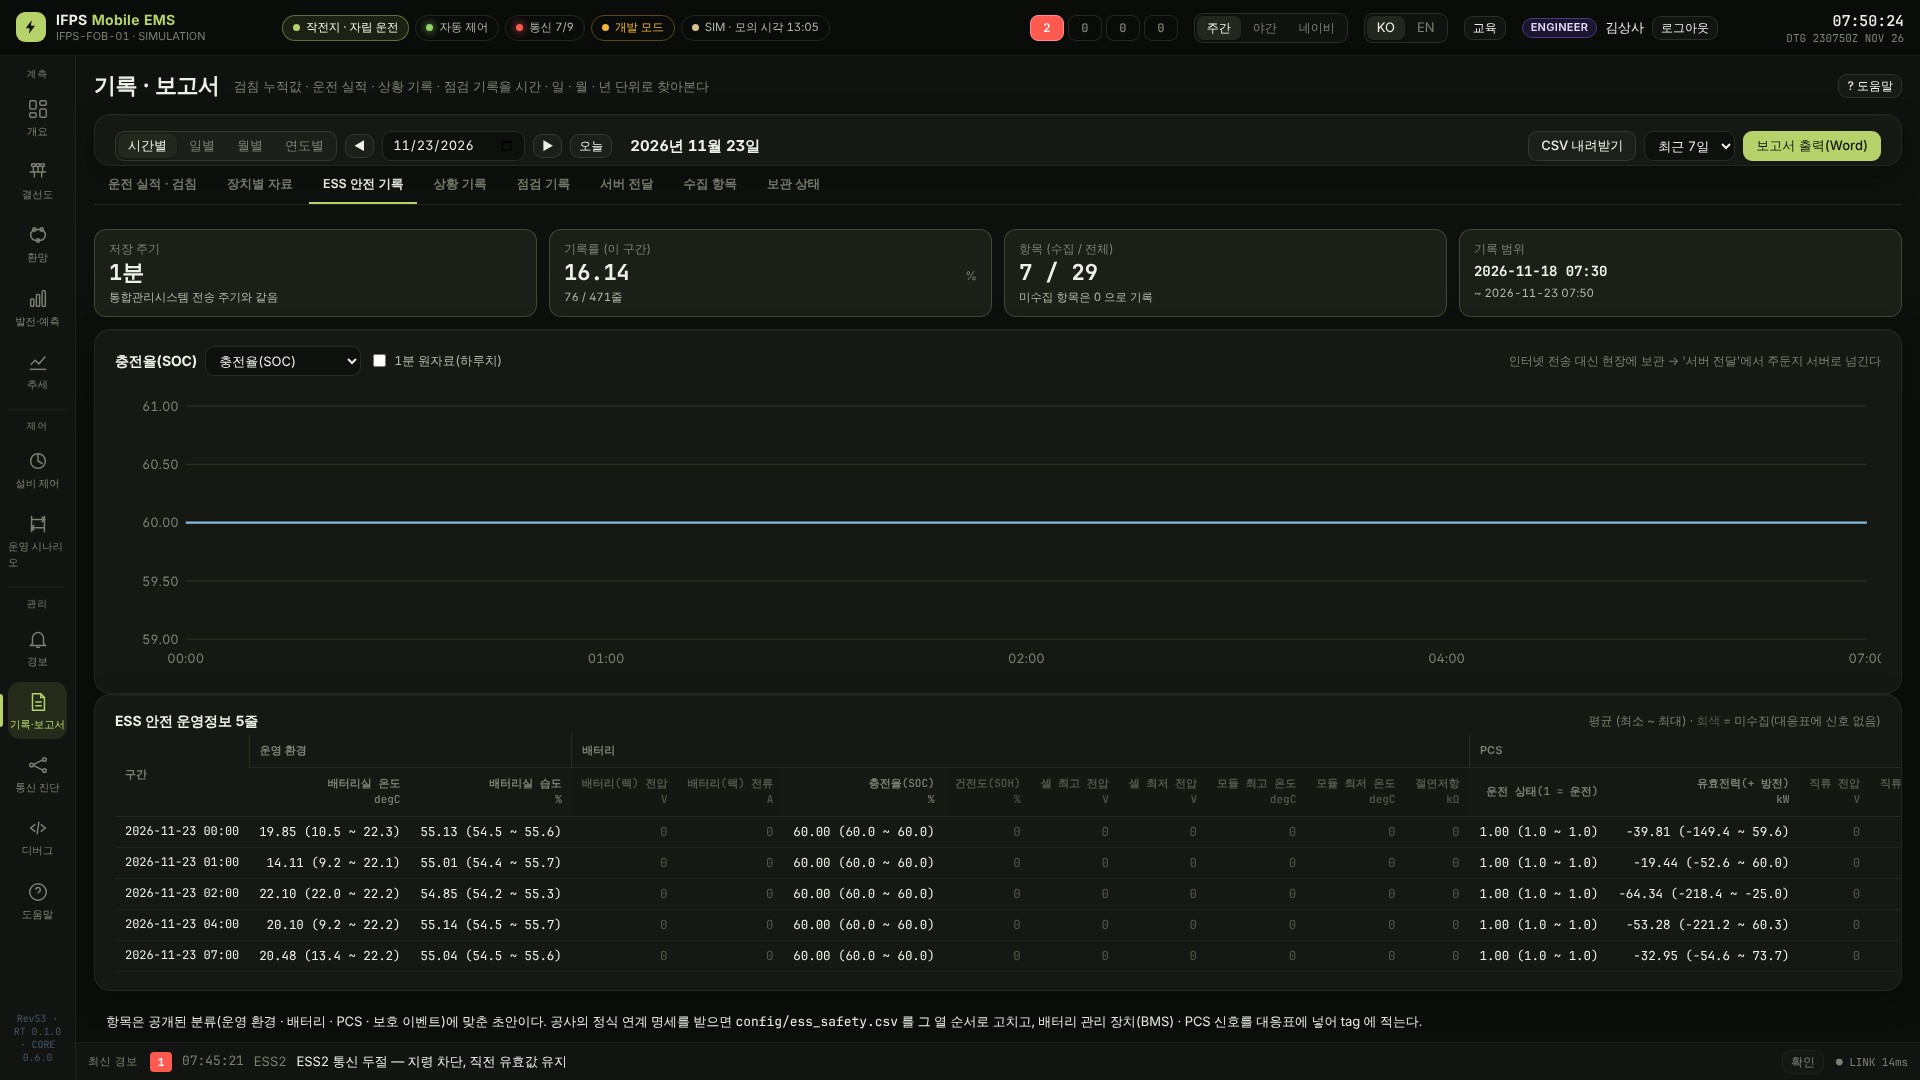 IFPS Mobile EMS
IFPS-FOB-01 · SIMULATION
작전지 · 자립 운전
자동 제어
통신 7/9
개발 모드
SIM · 모의 시각 13:05
2 0 0 0
주간 야간 네이비
KO EN
교육
ENGINEER 김상사 로그아웃
07:50:24
DTG 230750Z NOV 26
계측
개요
결선도
환망
발전·예측
추세
제어
설비 제어
운영 시나리
오
관리
경보
기록·보고서
통신 진단
디버그
도움말
RevS3 ·
RT 0.1.0
· CORE
0.6.0
기록 · 보고서 검침 누적값 · 운전 실적 · 상황 기록 · 점검 기록을 시간 · 일 · 월 · 년 단위로 찾아본다
? 도움말
시간별 일별 월별 연도별 ◀ 11/23/2026 ▶ 오늘 2026년 11월 23일
CSV 내려받기 최근 7일 보고서 출력(Word)
운전 실적 · 검침 장치별 자료 ESS 안전 기록 상황 기록 점검 기록 서버 전달 수집 항목 보관 상태
저장 주기
1분
통합관리시스템 전송 주기와 같음
기록률 (이 구간)
16.14 %
76 / 471줄
항목 (수집 / 전체)
7 / 29
미수집 항목은 0 으로 기록
기록 범위
2026-11-18 07:30
~ 2026-11-23 07:50
충전율(SOC) 충전율(SOC) 1분 원자료(하루치)
인터넷 전송 대신 현장에 보관 → '서버 전달'에서 주둔지 서버로 넘긴다
61.00
60.50
60.00
59.50
59.00
00:00 01:00 02:00 04:00 07:00
ESS 안전 운영정보 5줄
평균 (최소 ~ 최대) · 회색 = 미수집(대응표에 신호 없음)
구간 운영 환경 배터리 PCS
배터리실 온도 배터리실 습도 배터리(랙) 전압 배터리(랙) 전류 충전율(SOC) 건전도(SOH) 셀 최고 전압 셀 최저 전압 모듈 최고 온도 모듈 최저 온도 절연저항 운전 상태(1 = 운전) 유효전력(+ 방전) 직류 전압 직류
degC % V A % % V V degC degC kΩ kW V
2026-11-23 00:00 19.85 (10.5 ~ 22.3) 55.13 (54.5 ~ 55.6) 0 0 60.00 (60.0 ~ 60.0) 0 0 0 0 0 0 1.00 (1.0 ~ 1.0) -39.81 (-149.4 ~ 59.6) 0
2026-11-23 01:00 14.11 (9.2 ~ 22.1) 55.01 (54.4 ~ 55.7) 0 0 60.00 (60.0 ~ 60.0) 0 0 0 0 0 0 1.00 (1.0 ~ 1.0) -19.44 (-52.6 ~ 60.0) 0
2026-11-23 02:00 22.10 (22.0 ~ 22.2) 54.85 (54.2 ~ 55.3) 0 0 60.00 (60.0 ~ 60.0) 0 0 0 0 0 0 1.00 (1.0 ~ 1.0) -64.34 (-218.4 ~ -25.0) 0
2026-11-23 04:00 20.10 (9.2 ~ 22.2) 55.14 (54.5 ~ 55.7) 0 0 60.00 (60.0 ~ 60.0) 0 0 0 0 0 0 1.00 (1.0 ~ 1.0) -53.28 (-221.2 ~ 60.3) 0
2026-11-23 07:00 20.48 (13.4 ~ 22.2) 55.04 (54.5 ~ 55.6) 0 0 60.00 (60.0 ~ 60.0) 0 0 0 0 0 0 1.00 (1.0 ~ 1.0) -32.95 (-54.6 ~ 73.7) 0
항목은 공개된 분류(운영 환경 · 배터리 · PCS · 보호 이벤트)에 맞춘 초안이다. 공사의 정식 연계 명세를 받으면 config/ess_safety.csv 를 그 열 순서로 고치고, 배터리 관리 장치(BMS) · PCS 신호를 대응표에 넣어 tag 에 적는다.
최신 경보 1 07:45:21 ESS2 ESS2 통신 두절 — 지령 차단, 직전 유효값 유지
확인 LINK 14ms